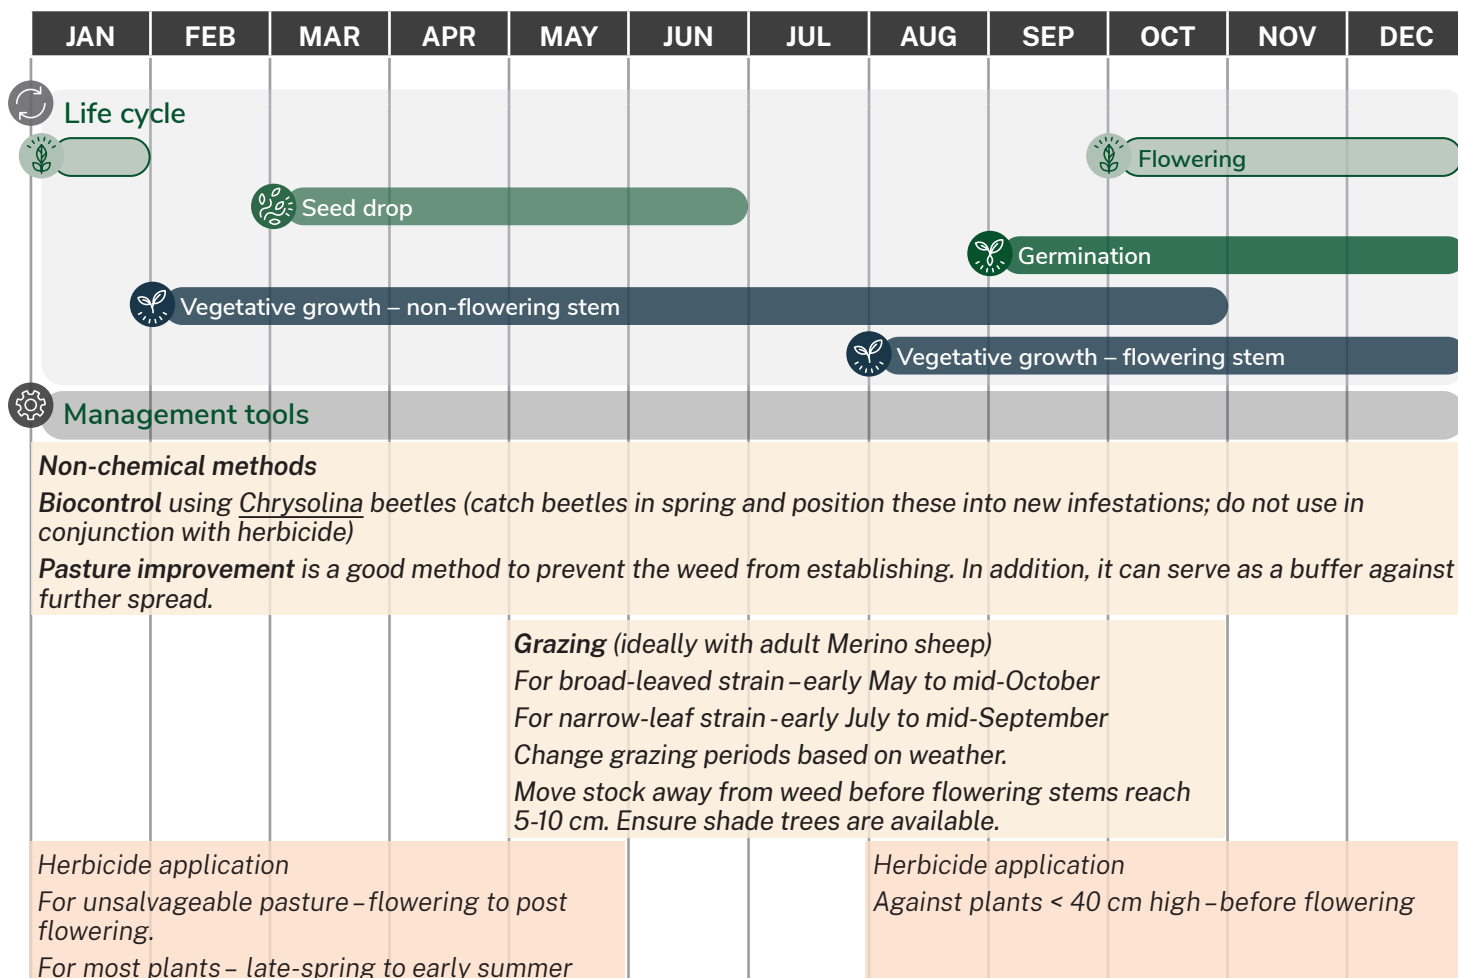 JAN FEB MAR APR MAY JUN JUL AUG SEP OCT NOV DEC
Life cycle
Flowering
Seed drop
Germination
Vegetative growth – non-flowering stem
Vegetative growth – flowering stem
Management tools
Non-chemical methods
Biocontrol using Chrysolina beetles (catch beetles in spring and position these into new infestations; do not use in
conjunction with herbicide)
Pasture improvement is a good method to prevent the weed from establishing. In addition, it can serve as a buffer against
further spread.
Grazing (ideally with adult Merino sheep)
For broad-leaved strain – early May to mid-October
For narrow-leaf strain - early July to mid-September
Change grazing periods based on weather.
Move stock away from weed before flowering stems reach
5-10 cm. Ensure shade trees are available.
Herbicide application
For unsalvageable pasture – flowering to post
flowering.
For most plants – late-spring to early summer
Herbicide application
Against plants < 40 cm high – before flowering